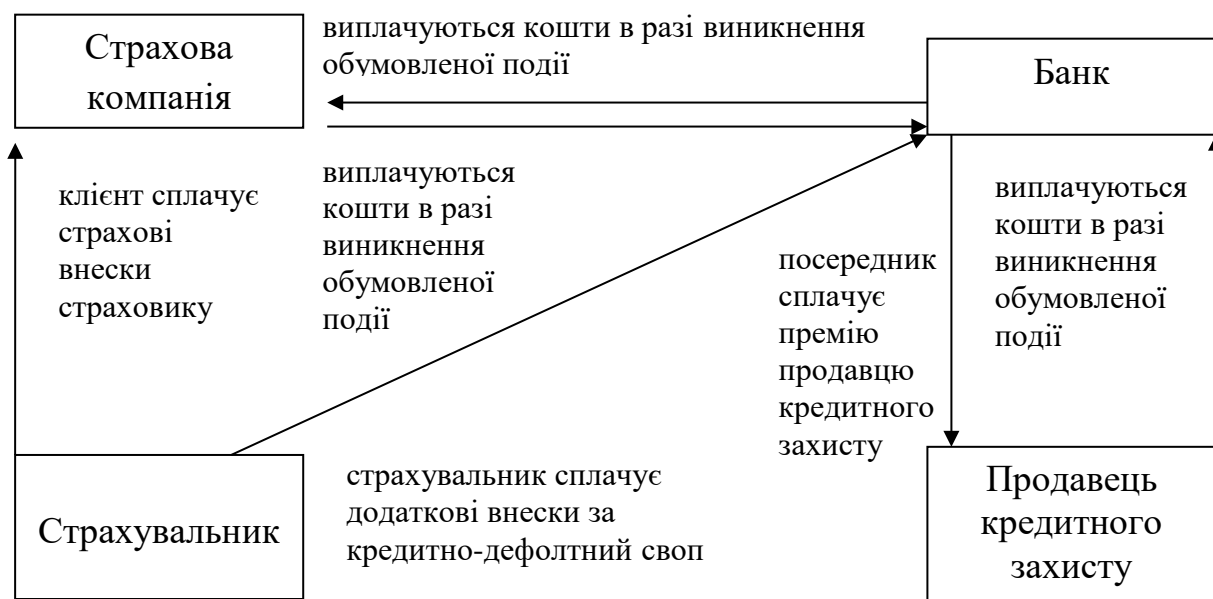 Страхова
компанія
виплачуються кошти в разі виникнення
обумовленої події
Банк
клієнт сплачує
страхові
внески
страховику
виплачуються
кошти в разі
виникнення
обумовленої
події
посередник
сплачує
премію
продавцю
кредитного
захисту
виплачуються
кошти в разі
виникнення
обумовленої
події
Страхувальник
страхувальник сплачує
додаткові внески за
кредитно-дефолтний своп
Продавець
кредитного
захисту